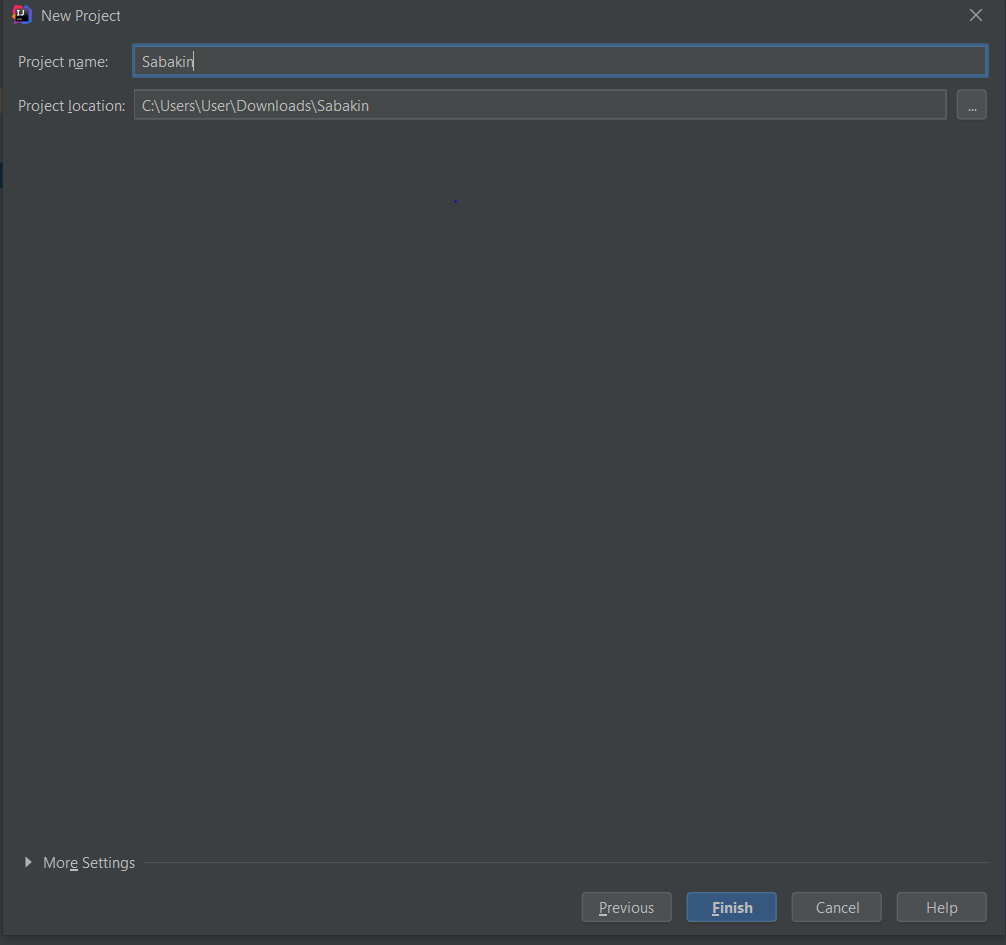 New Project
Project name: Sabakin
Project location: C:\Users\User\Downloads\Sabakin ...
More Settings
Previous Finish Cancel Help